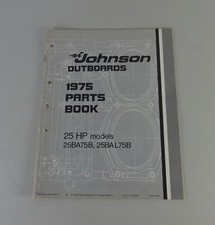 Johnson
OUTBOARDS
1975
PARTS
BOOK
25 HP models
25BA75B, 25BAL75B